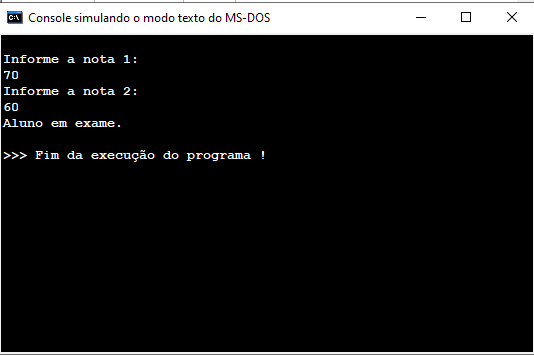 Console simulando o modo texto do MS-DOS
Informe a nota 1:
70
Informe a nota 2:
60
Aluno em exame.
>>> Fim da execução do programa !